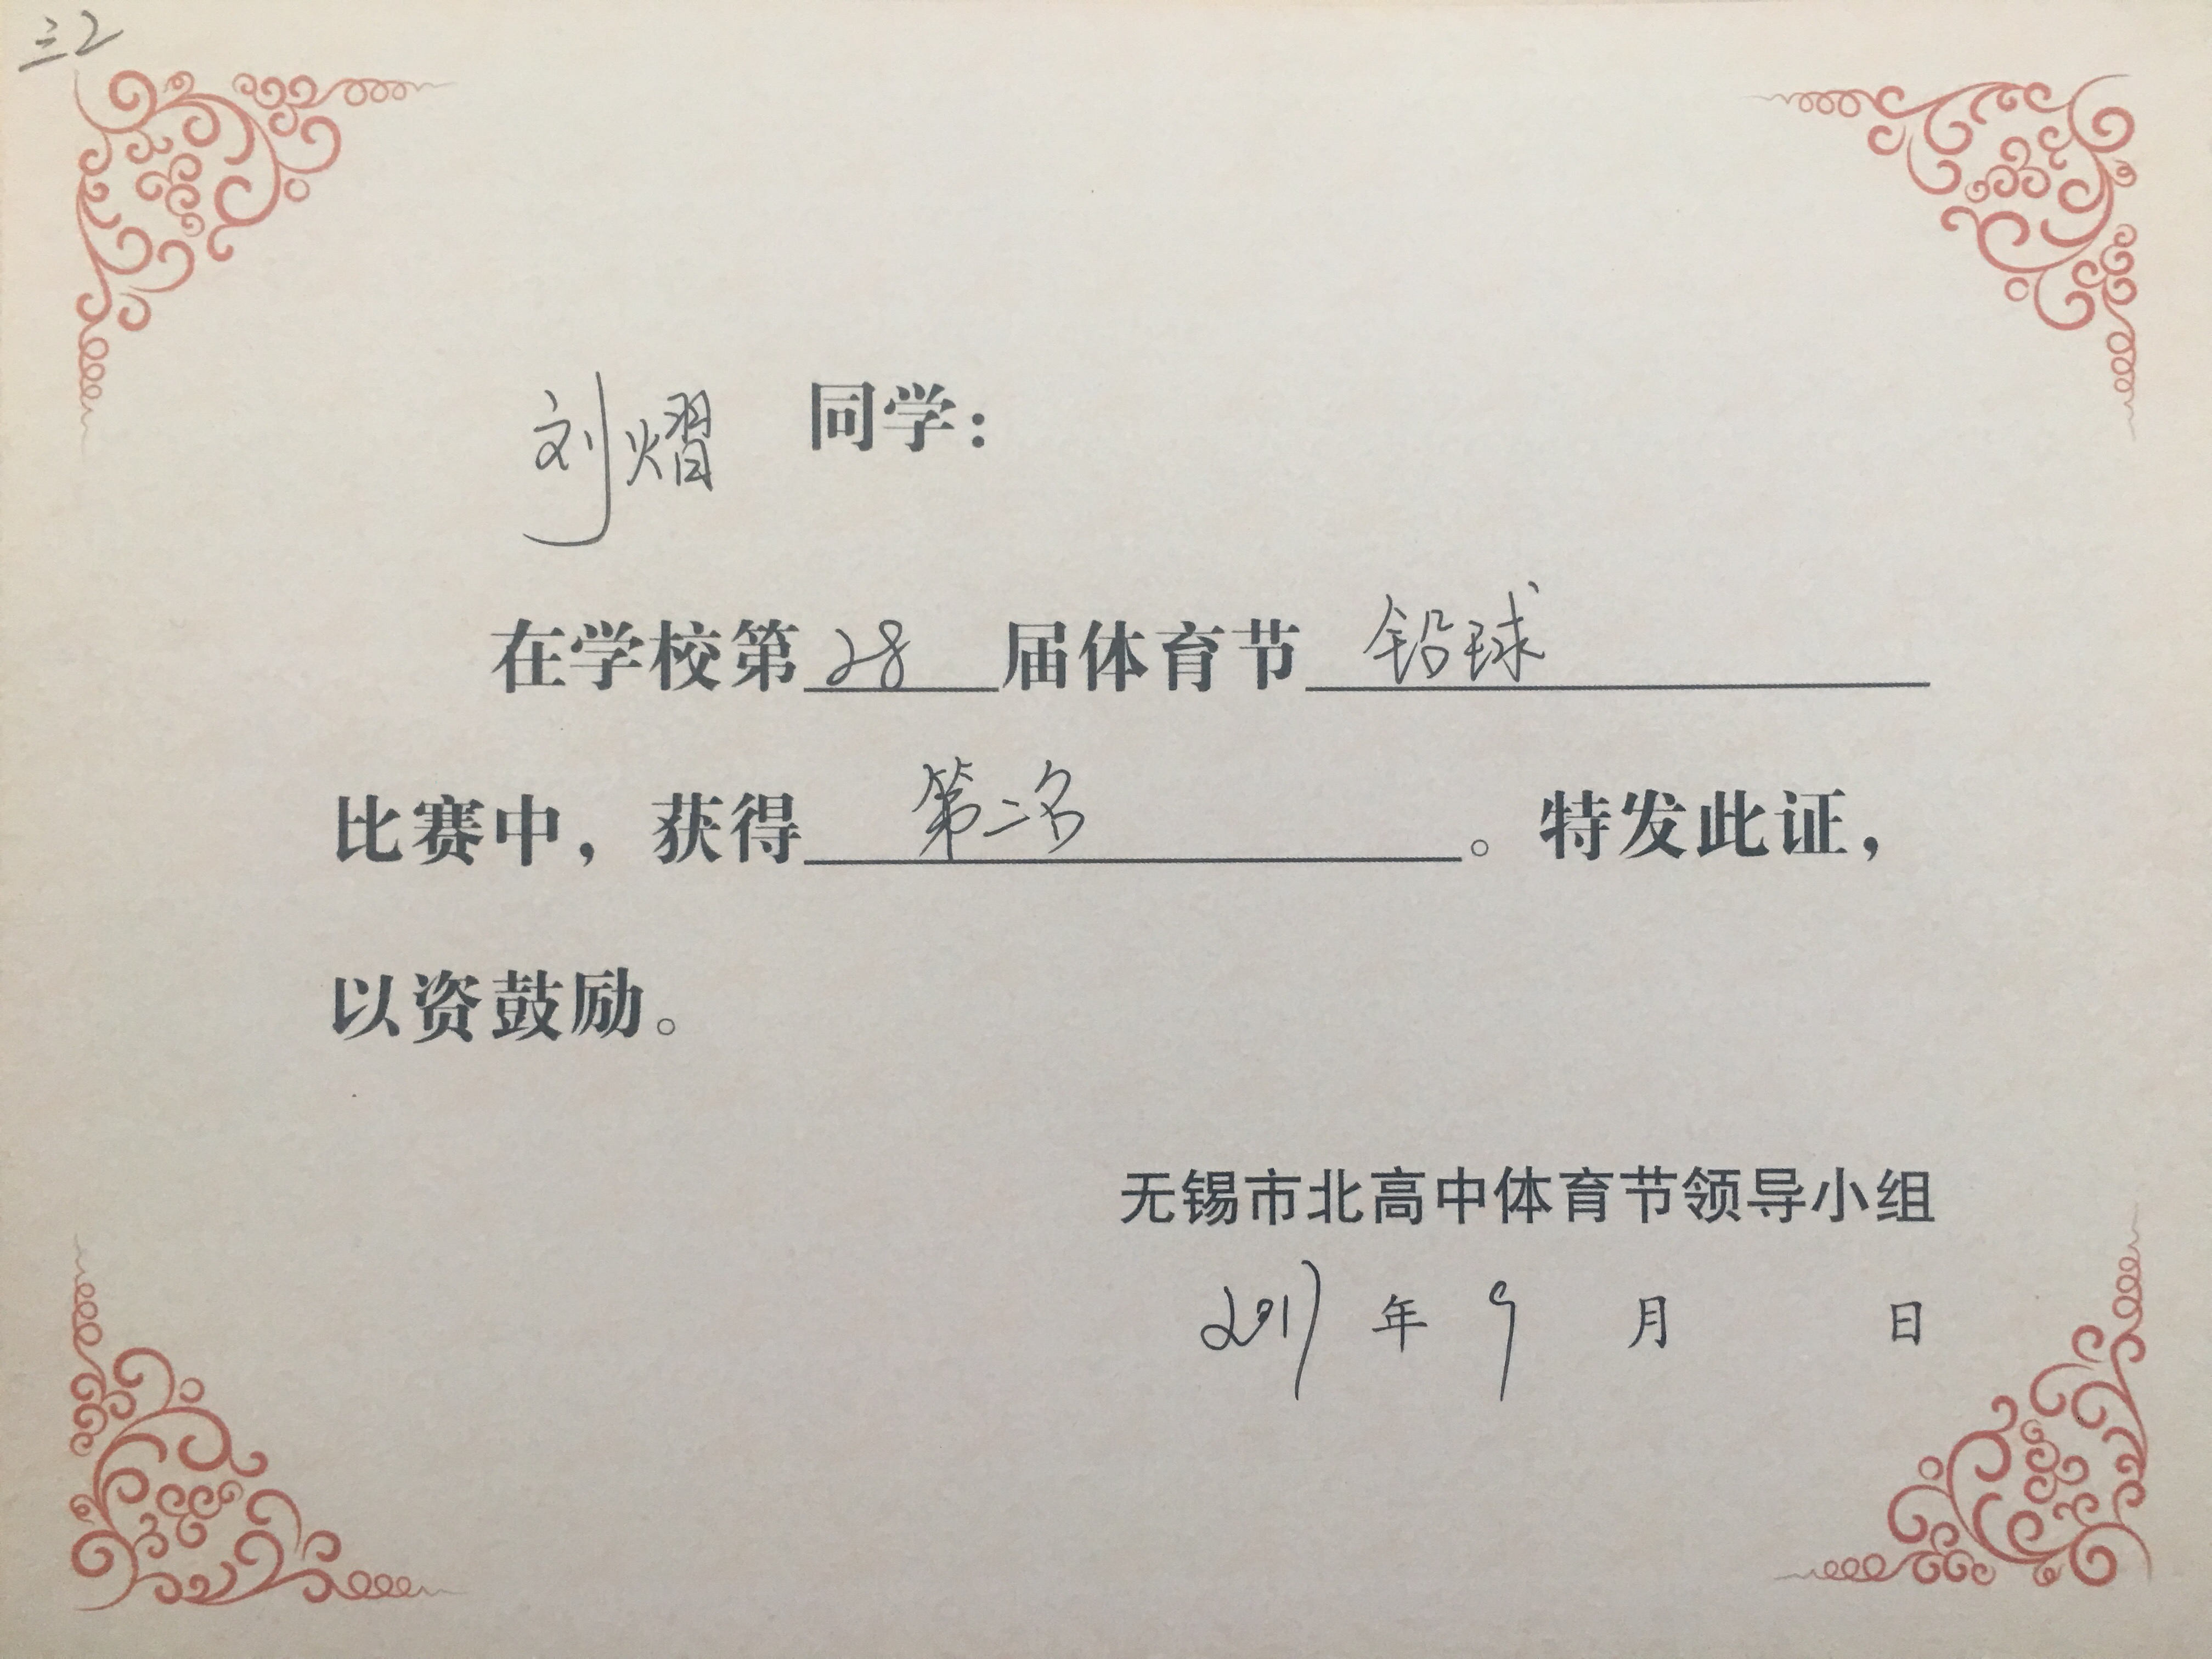 三2
刘熠 同学：
在学校第28届体育节铅球
比赛中，获得第二名。特发此证，
以资鼓励。
无锡市北高中体育节领导小组
2017年9月 日